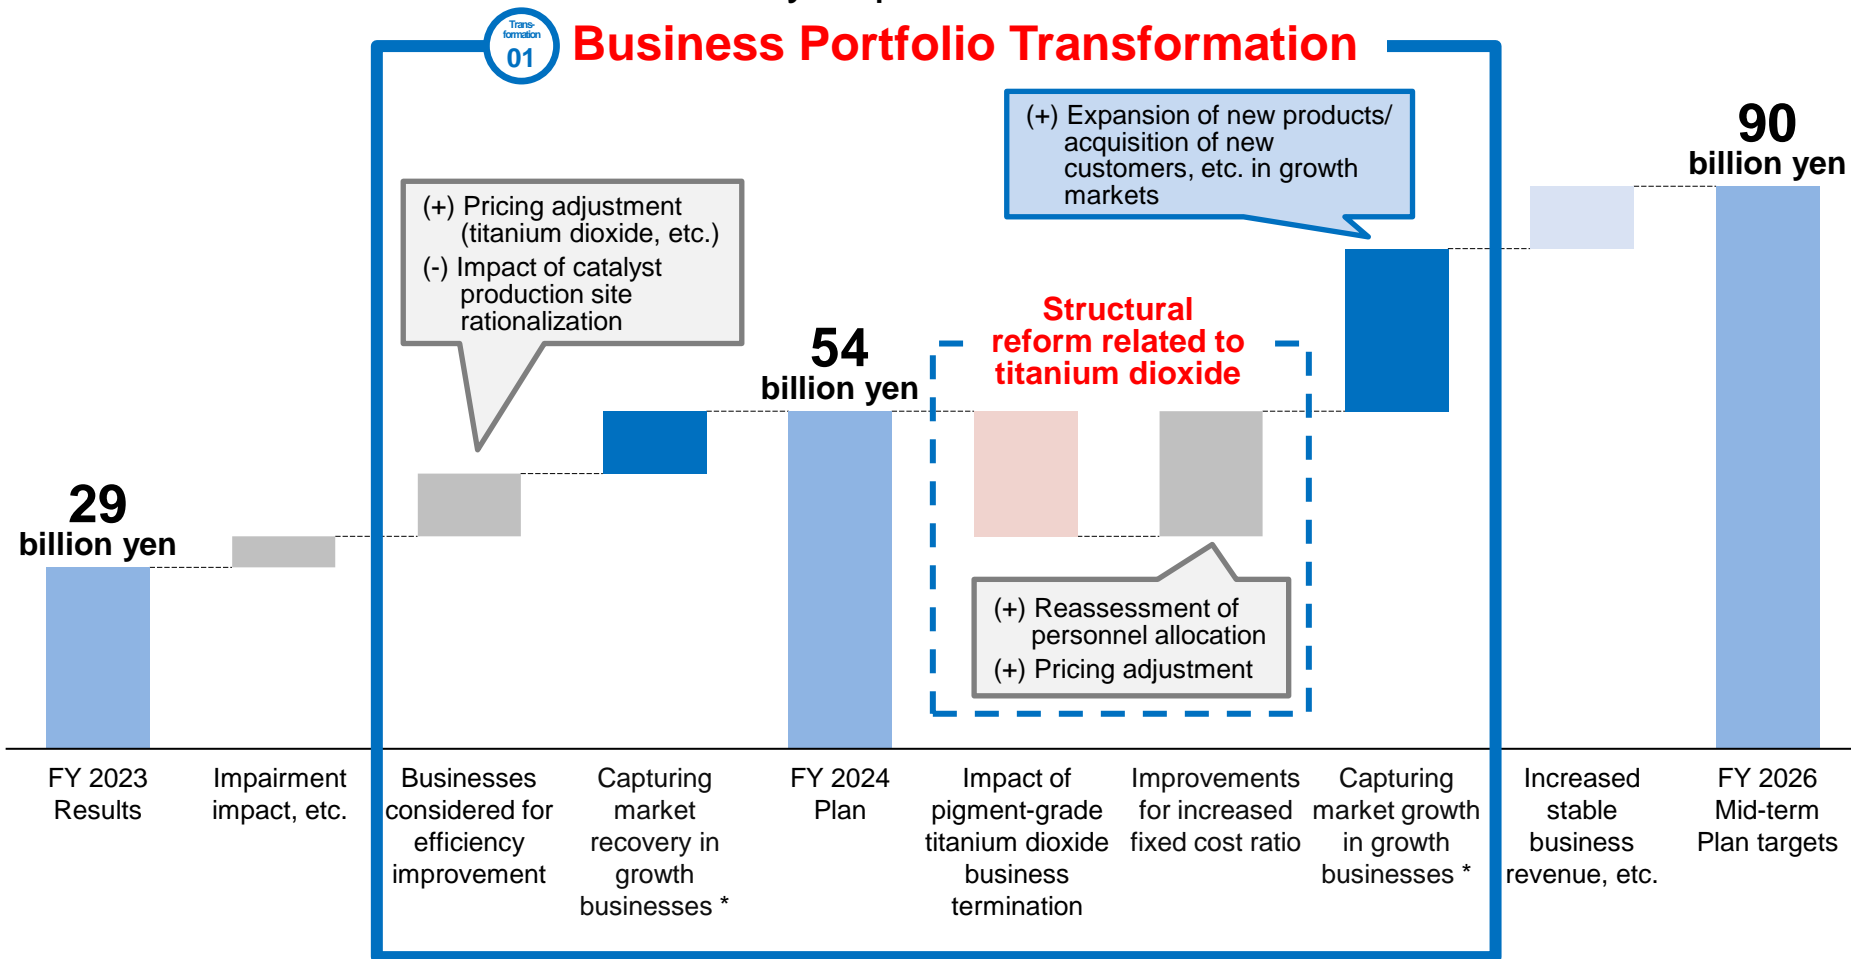 Trans-
formation
01
Business Portfolio Transformation
(+) Expansion of new products/
acquisition of new
customers, etc. in growth
markets
90
billion yen
(+) Pricing adjustment
(titanium dioxide, etc.)
(-) Impact of catalyst
production site
rationalization
Structural
reform related to
titanium dioxide
54
billion yen
29
billion yen
(+) Reassessment of
personnel allocation
(+) Pricing adjustment
FY 2023
Results
Impairment
impact, etc.
Businesses
considered for
efficiency
improvement
Capturing
market
recovery in
growth
businesses *
FY 2024
Plan
Impact of
pigment-grade
titanium dioxide
business
termination
Improvements
for increased
fixed cost ratio
Capturing
market growth
in growth
businesses *
Increased
stable
business
revenue, etc.
FY 2026
Mid-term
Plan targets